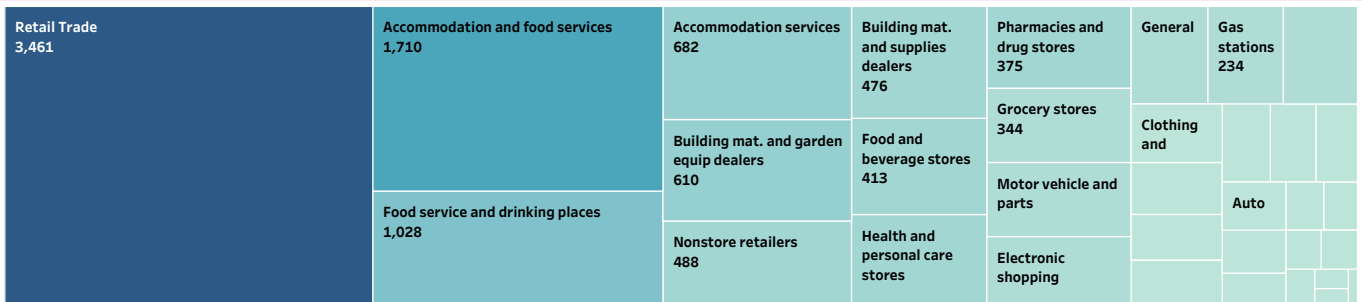 Retail Trade
3,461
Accommodation and food services
1,710
Food service and drinking places
1,028
Accommodation services
682
Building mat. and garden
equip dealers
610
Nonstore retailers
488
Building mat.
and supplies
dealers
476
Food and
beverage stores
413
Health and
personal care
stores
Pharmacies and
drug stores
375
Grocery stores
344
Motor vehicle and
parts
Electronic
shopping
General
Gas
stations
234
Clothing
and
Auto